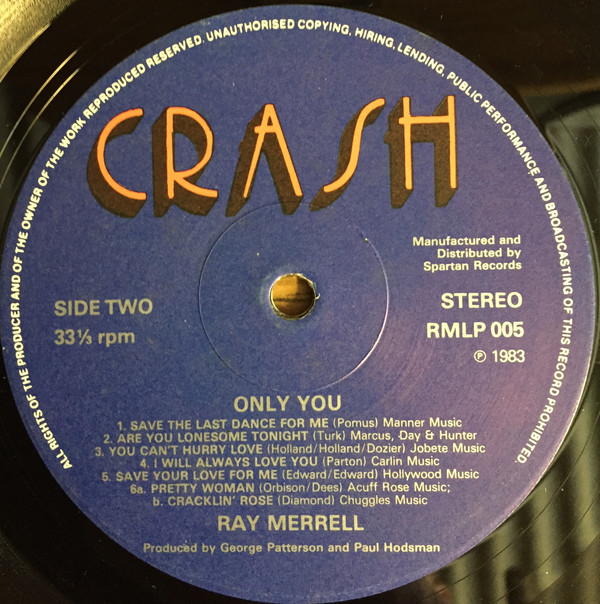 ALL RIGHTS OF THE PRODUCER AND OF THE OWNER OF THE WORK REPRODUCED RESERVED. UNAUTHORISED COPYING, HIRING, LENDING, PUBLIC PERFORMANCE AND BROADCASTING OF THIS RECORD PROHIBITED.
CRASH
Manufactured and
Distributed by
Spartan Records
SIDE TWO
33⅓ rpm
STEREO
RMLP 005
℗ 1983
ONLY YOU
1. SAVE THE LAST DANCE FOR ME (Pomus) Manner Music
2. ARE YOU LONESOME TONIGHT (Turk) Marcus, Day & Hunter
3. YOU CAN'T HURRY LOVE (Holland/Holland/Dozier) Jobete Music
4. I WILL ALWAYS LOVE YOU (Parton) Carlin Music
5. SAVE YOUR LOVE FOR ME (Edward/Edward) Hollywood Music
6a. PRETTY WOMAN (Orbison/Dees) Acuff Rose Music;
b. CRACKLIN' ROSE (Diamond) Chuggles Music
RAY MERRELL
Produced by George Patterson and Paul Hodsman